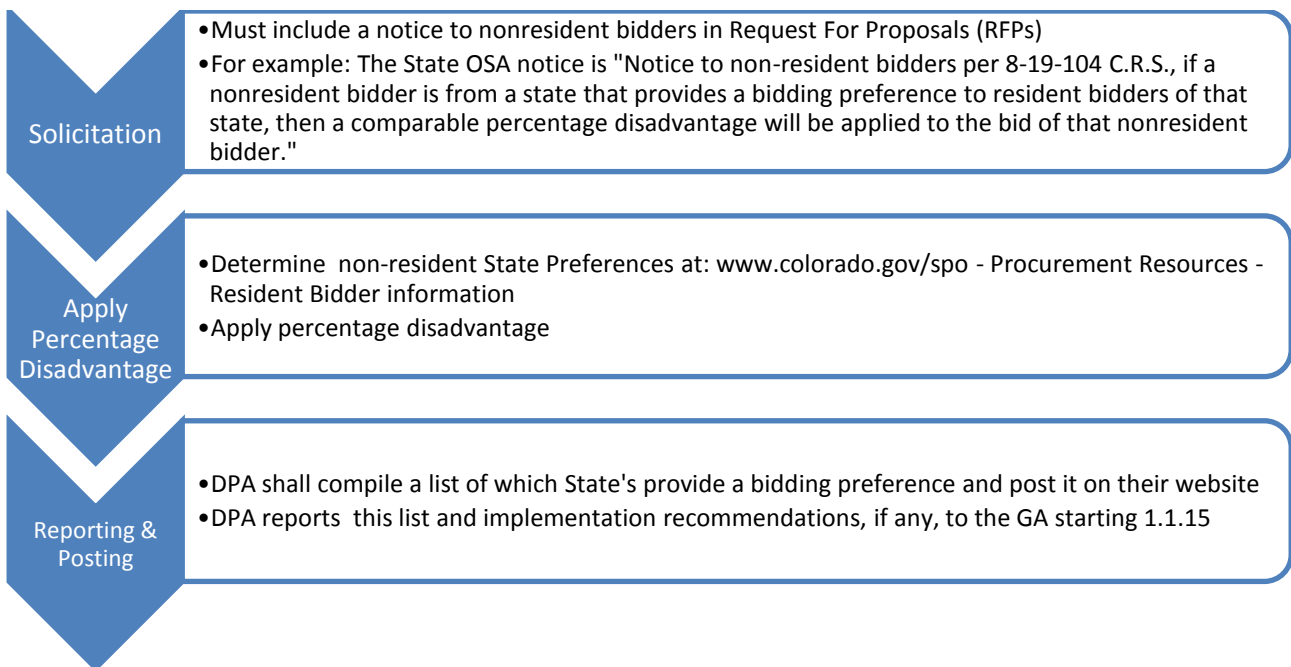 Solicitation
•Must include a notice to nonresident bidders in Request For Proposals (RFPs)
•For example: The State OSA notice is "Notice to non-resident bidders per 8-19-104 C.R.S., if a
nonresident bidder is from a state that provides a bidding preference to resident bidders of that
state, then a comparable percentage disadvantage will be applied to the bid of that nonresident
bidder."
Apply
Percentage
Disadvantage
•Determine  non-resident State Preferences at: www.colorado.gov/spo - Procurement Resources -
Resident Bidder information
•Apply percentage disadvantage
Reporting &
Posting
•DPA shall compile a list of which State's provide a bidding preference and post it on their website
•DPA reports  this list and implementation recommendations, if any, to the GA starting 1.1.15